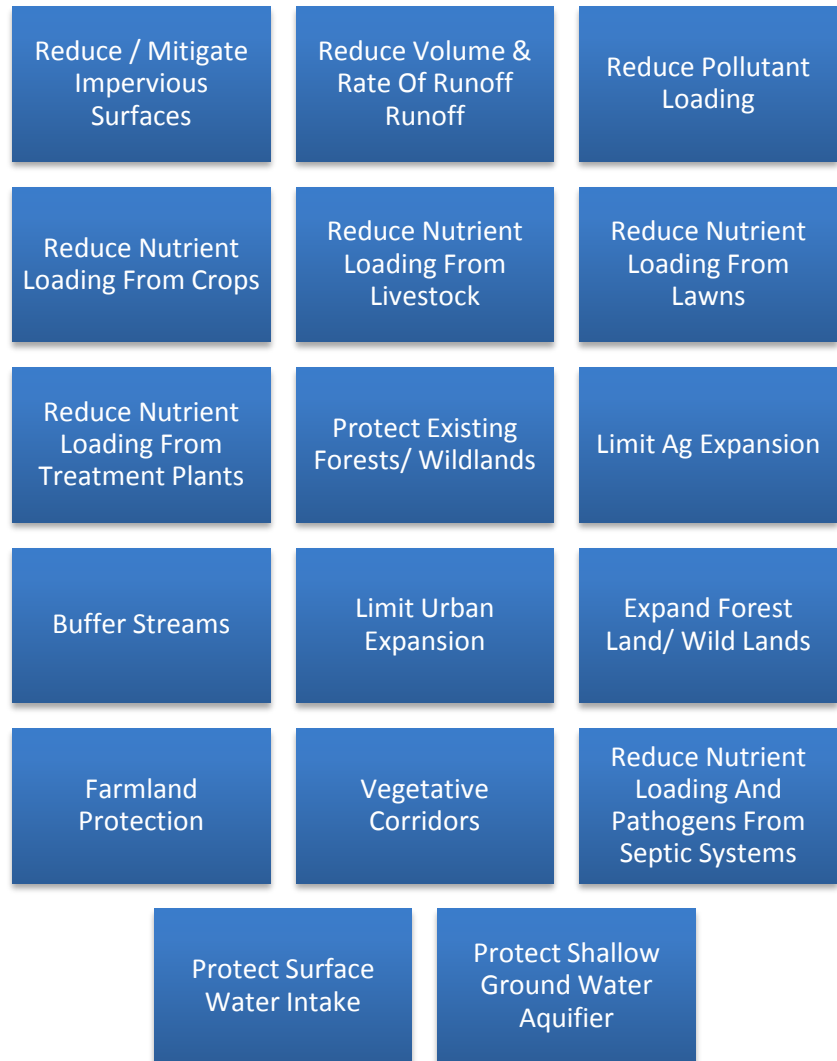 Reduce / Mitigate
Impervious
Surfaces
Reduce Volume &
Rate Of Runoff
Runoff
Reduce Pollutant
Loading
Reduce Nutrient
Loading From Crops
Reduce Nutrient
Loading From
Livestock
Reduce Nutrient
Loading From
Lawns
Reduce Nutrient
Loading From
Treatment Plants
Protect Existing
Forests/ Wildlands
Limit Ag Expansion
Buffer Streams
Limit Urban
Expansion
Expand Forest
Land/ Wild Lands
Farmland
Protection
Vegetative
Corridors
Reduce Nutrient
Loading And
Pathogens From
Septic Systems
Protect Surface
Water Intake
Protect Shallow
Ground Water
Aquifier